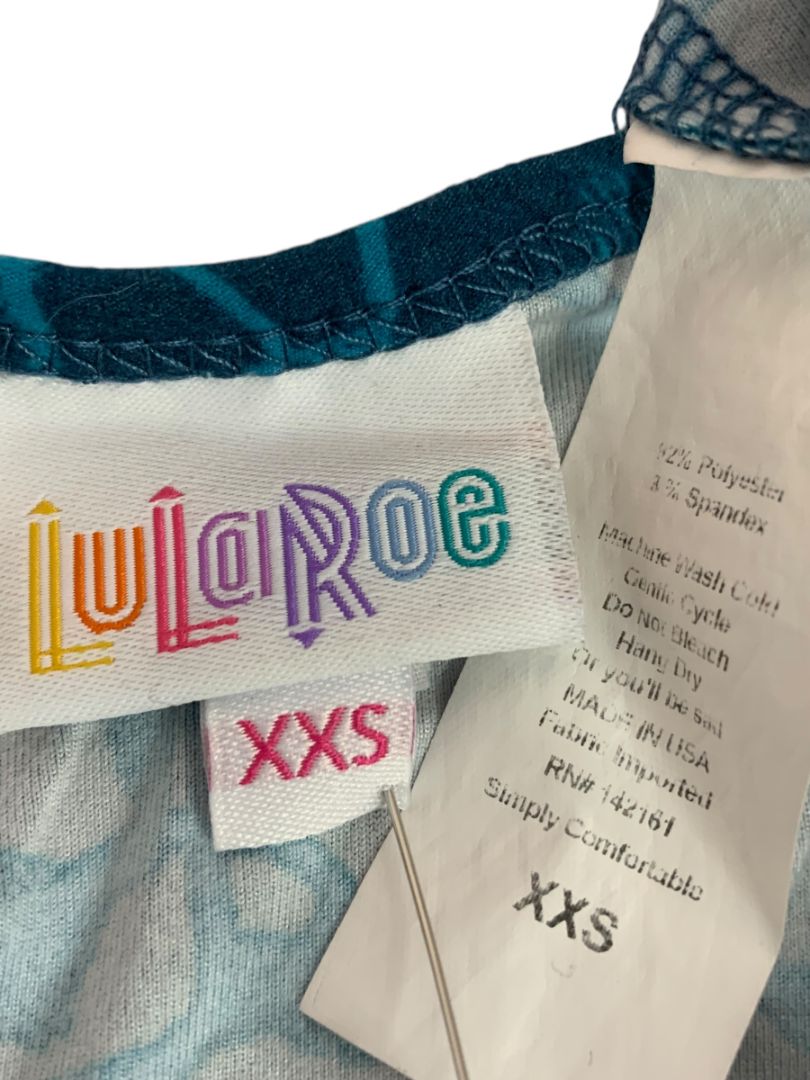 LuLaRoe
XXS
92% Polyester
8 % Spandex
Machine Wash Cold
Gentle Cycle
Do Not Bleach
Hang Dry
Or you'll be sad
MADE IN USA
Fabric Imported
RN# 142161
Simply Comfortable
XXS